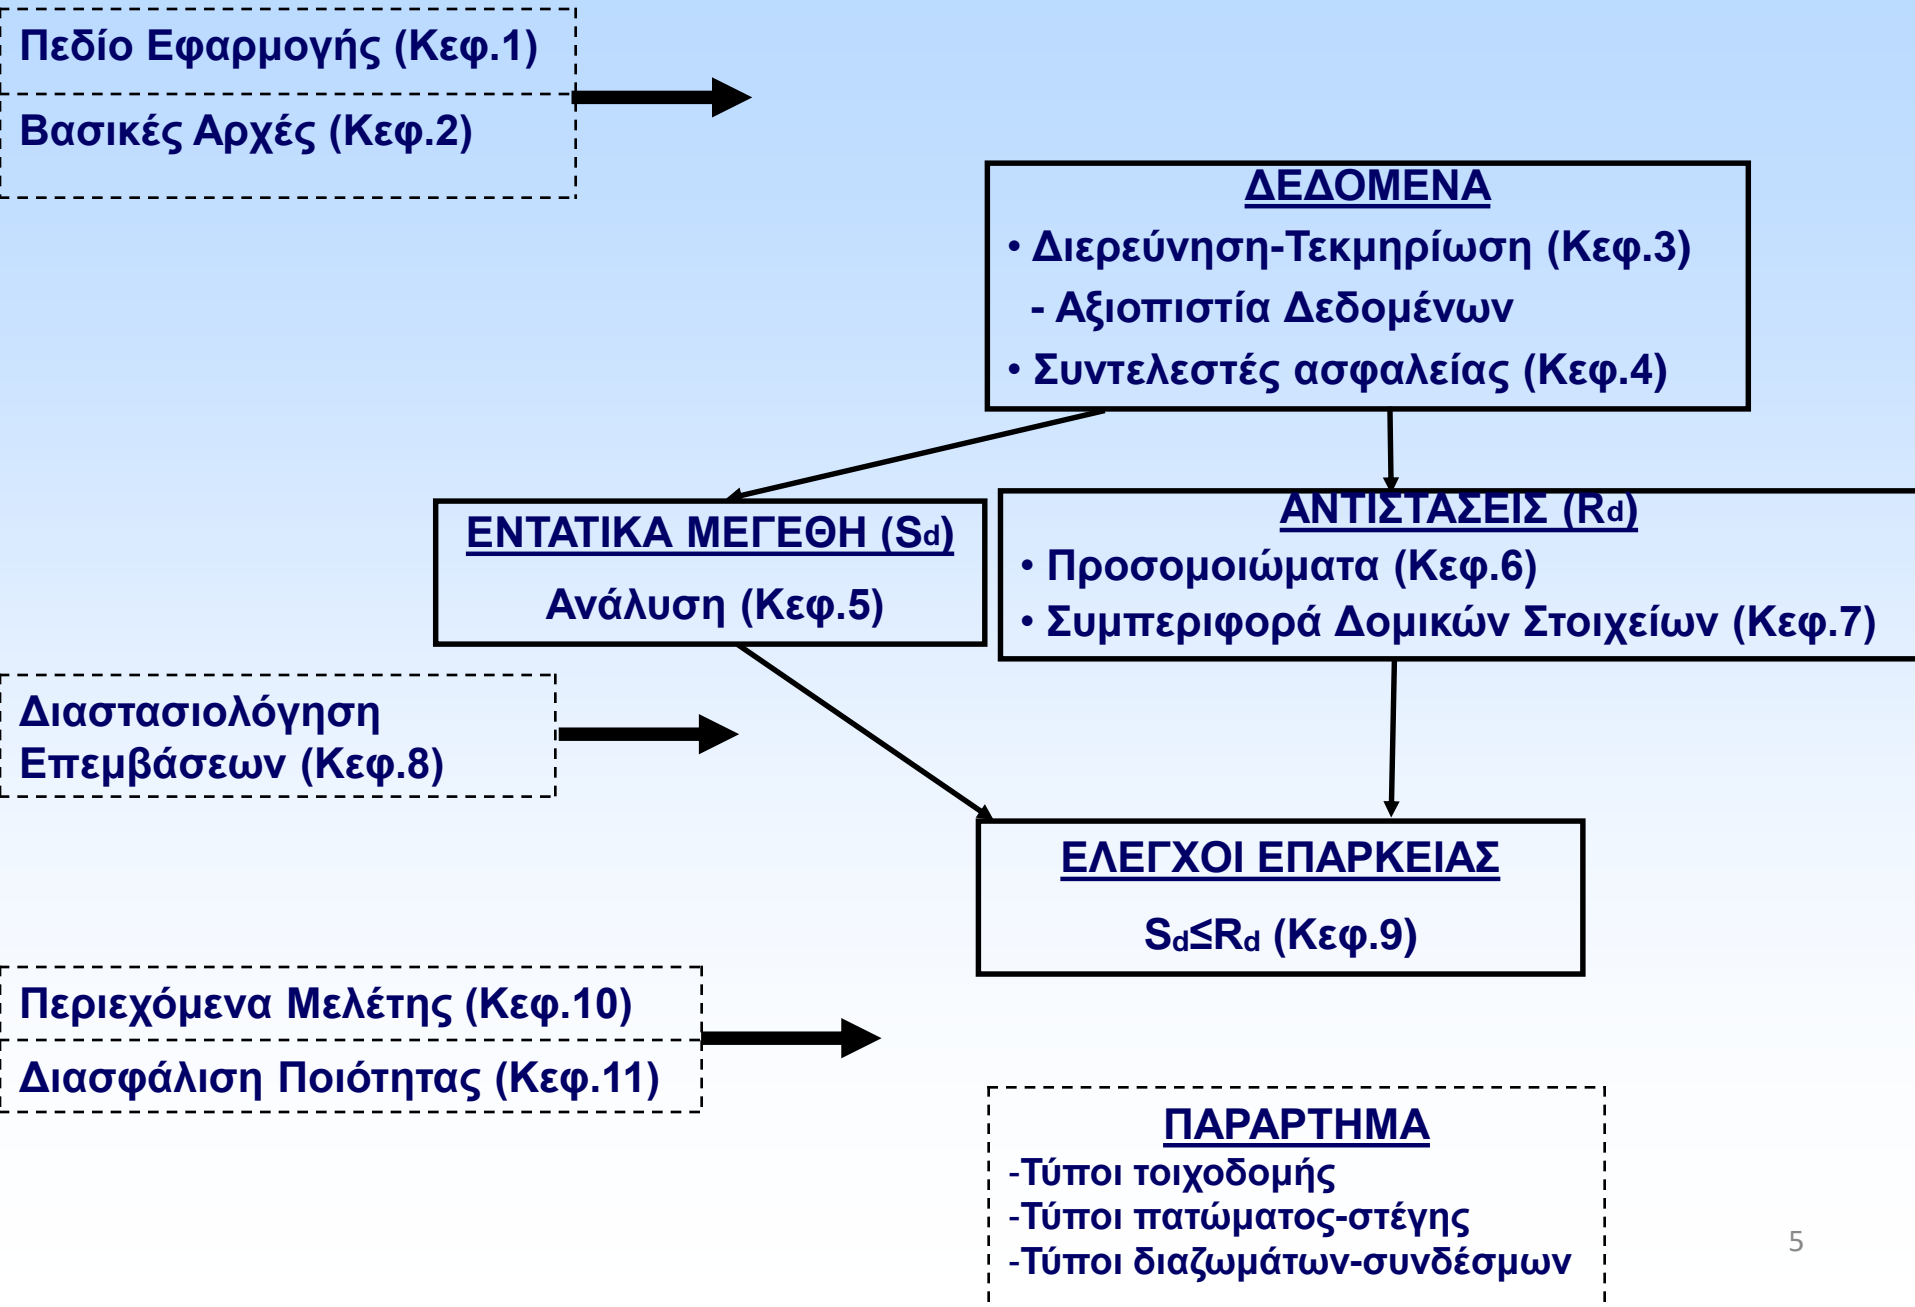 Πεδίο Εφαρμογής (Κεφ.1)
Βασικές Αρχές (Κεφ.2)
ΔΕΔΟΜΕΝΑ
• Διερεύνηση-Τεκμηρίωση (Κεφ.3)
- Αξιοπιστία Δεδομένων
• Συντελεστές ασφαλείας (Κεφ.4)
ΕΝΤΑΤΙΚΑ ΜΕΓΕΘΗ (Sd)
Ανάλυση (Κεφ.5)
ΑΝΤΙΣΤΑΣΕΙΣ (Rd)
• Προσομοιώματα (Κεφ.6)
• Συμπεριφορά Δομικών Στοιχείων (Κεφ.7)
Διαστασιολόγηση
Επεμβάσεων (Κεφ.8)
ΕΛΕΓΧΟΙ ΕΠΑΡΚΕΙΑΣ
Sd≤Rd (Κεφ.9)
Περιεχόμενα Μελέτης (Κεφ.10)
Διασφάλιση Ποιότητας (Κεφ.11)
ΠΑΡΑΡΤΗΜΑ
-Τύποι τοιχοδομής
-Τύποι πατώματος-στέγης
-Τύποι διαζωμάτων-συνδέσμων
5